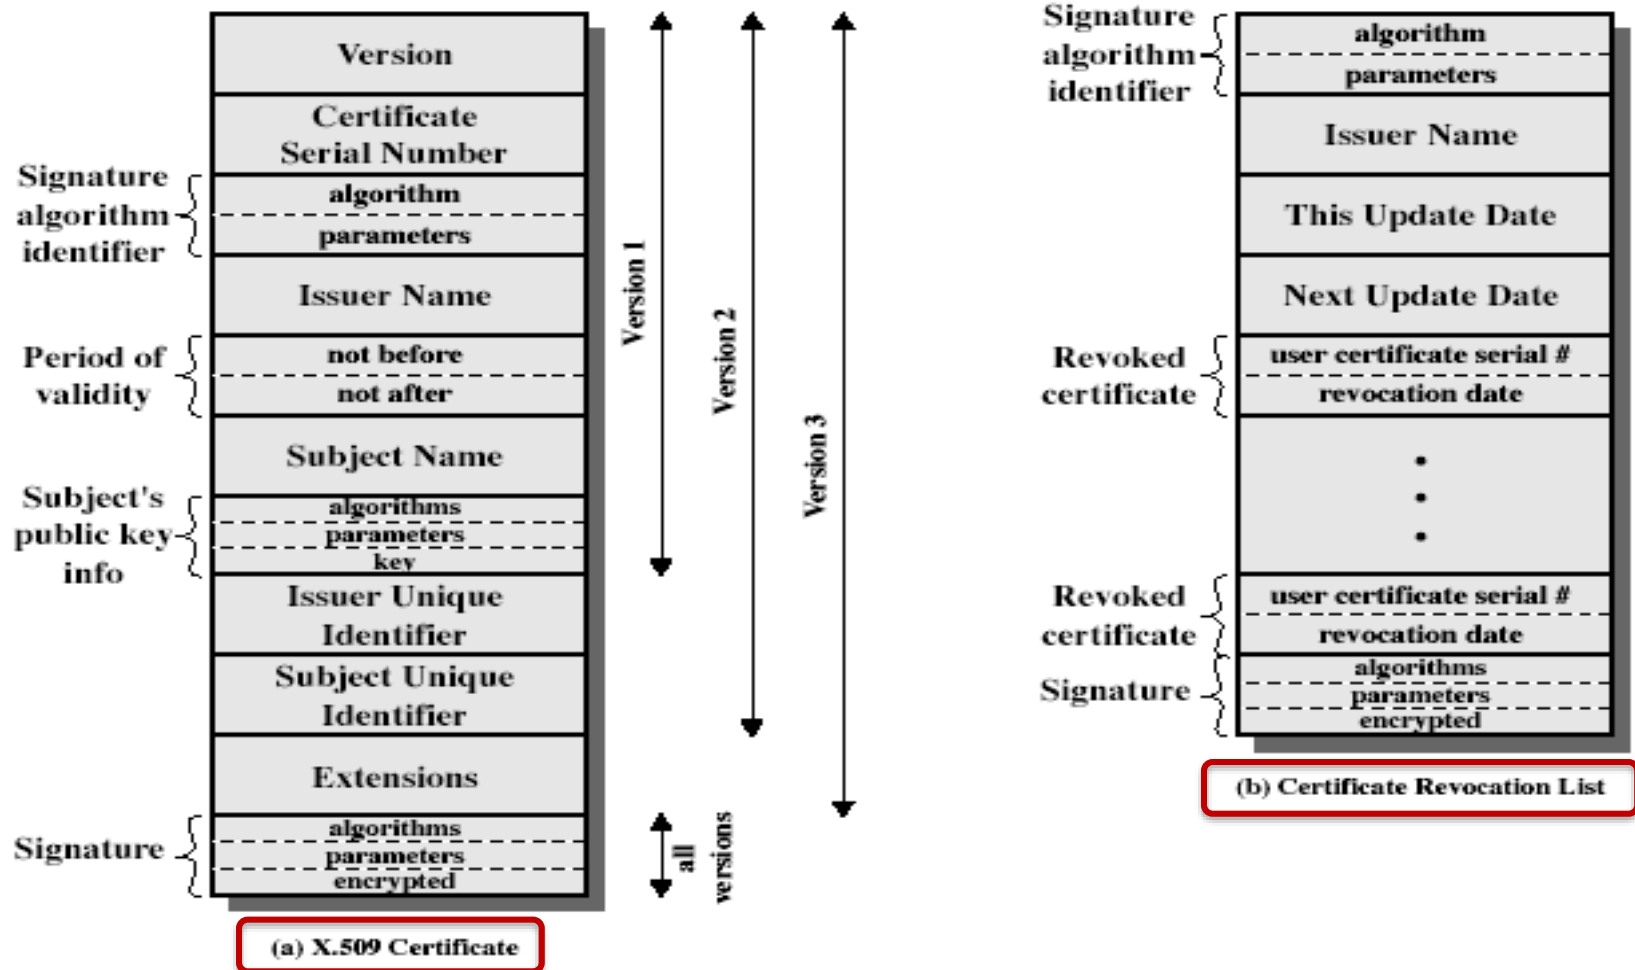 Version
Certificate
Serial Number
Signature
algorithm
identifier
algorithm
parameters
Issuer Name
Period of
validity
not before
not after
Subject Name
Subject's
public key
info
algorithms
parameters
key
Issuer Unique
Identifier
Subject Unique
Identifier
Extensions
Signature
algorithms
parameters
encrypted
Version 1
Version 2
Version 3
all
versions
(a) X.509 Certificate
Signature
algorithm
identifier
algorithm
parameters
Issuer Name
This Update Date
Next Update Date
Revoked
certificate
user certificate serial #
revocation date
Revoked
certificate
user certificate serial #
revocation date
Signature
algorithms
parameters
encrypted
(b) Certificate Revocation List